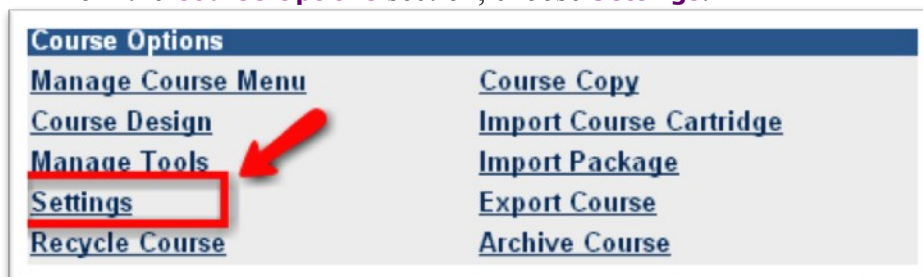 Course Options
Manage Course Menu
Course Copy
Course Design
Import Course Cartridge
Manage Tools
Import Package
Settings
Export Course
Recycle Course
Archive Course